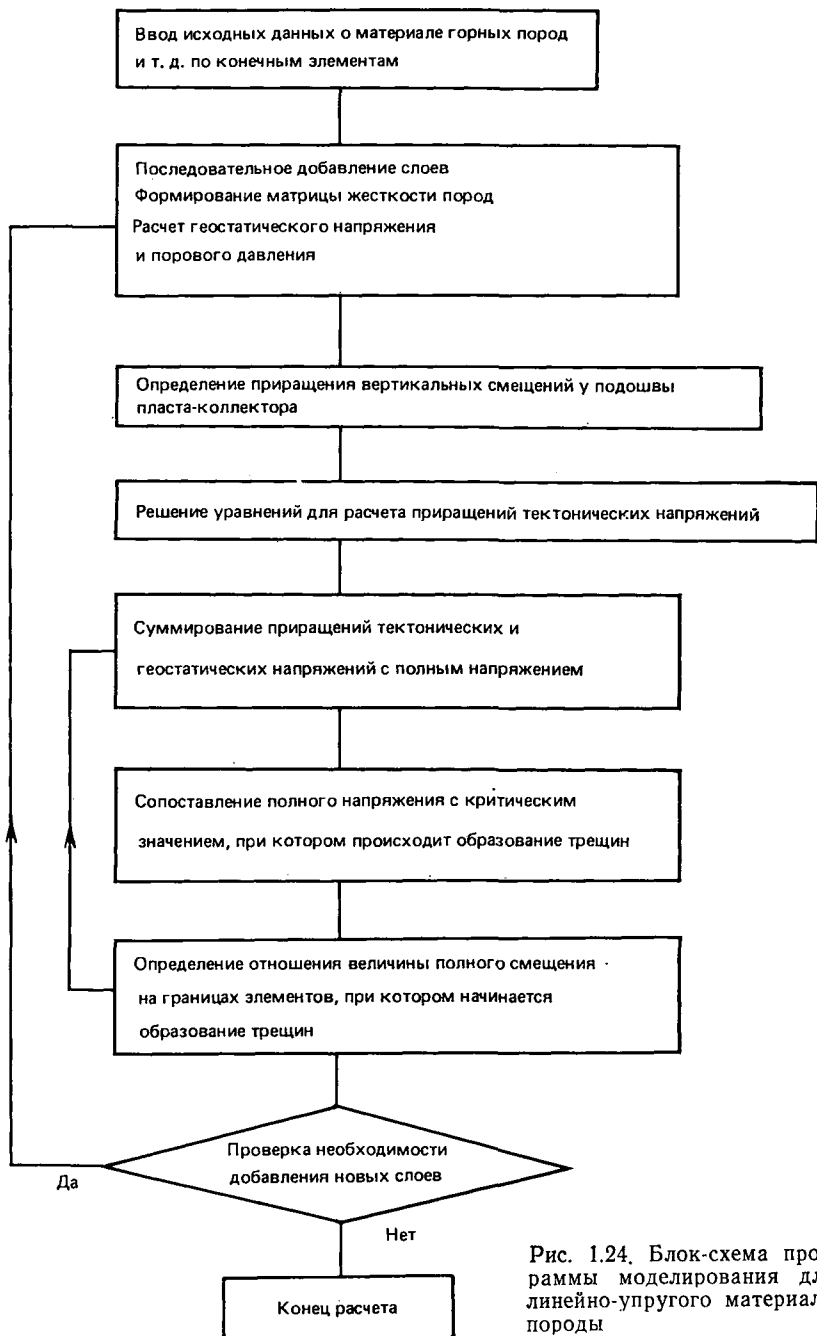 Ввод исходных данных о материале горных пород
и т. д. по конечным элементам
Последовательное добавление слоев
Формирование матрицы жесткости пород
Расчет геостатического напряжения
и порового давления
Определение приращения вертикальных смещений у подошвы
пласта-коллектора
Решение уравнений для расчета приращений тектонических напряжений
Суммирование приращений тектонических и
геостатических напряжений с полным напряжением
Сопоставление полного напряжения с критическим
значением, при котором происходит образование трещин
Определение отношения величины полного смещения
на границах элементов, при котором начинается
образование трещин
Проверка необходимости
добавления новых слоев
Да
Нет
Конец расчета
Рис. 1.24. Блок-схема про
раммы моделирования дл
линейно-упругого материал
породы